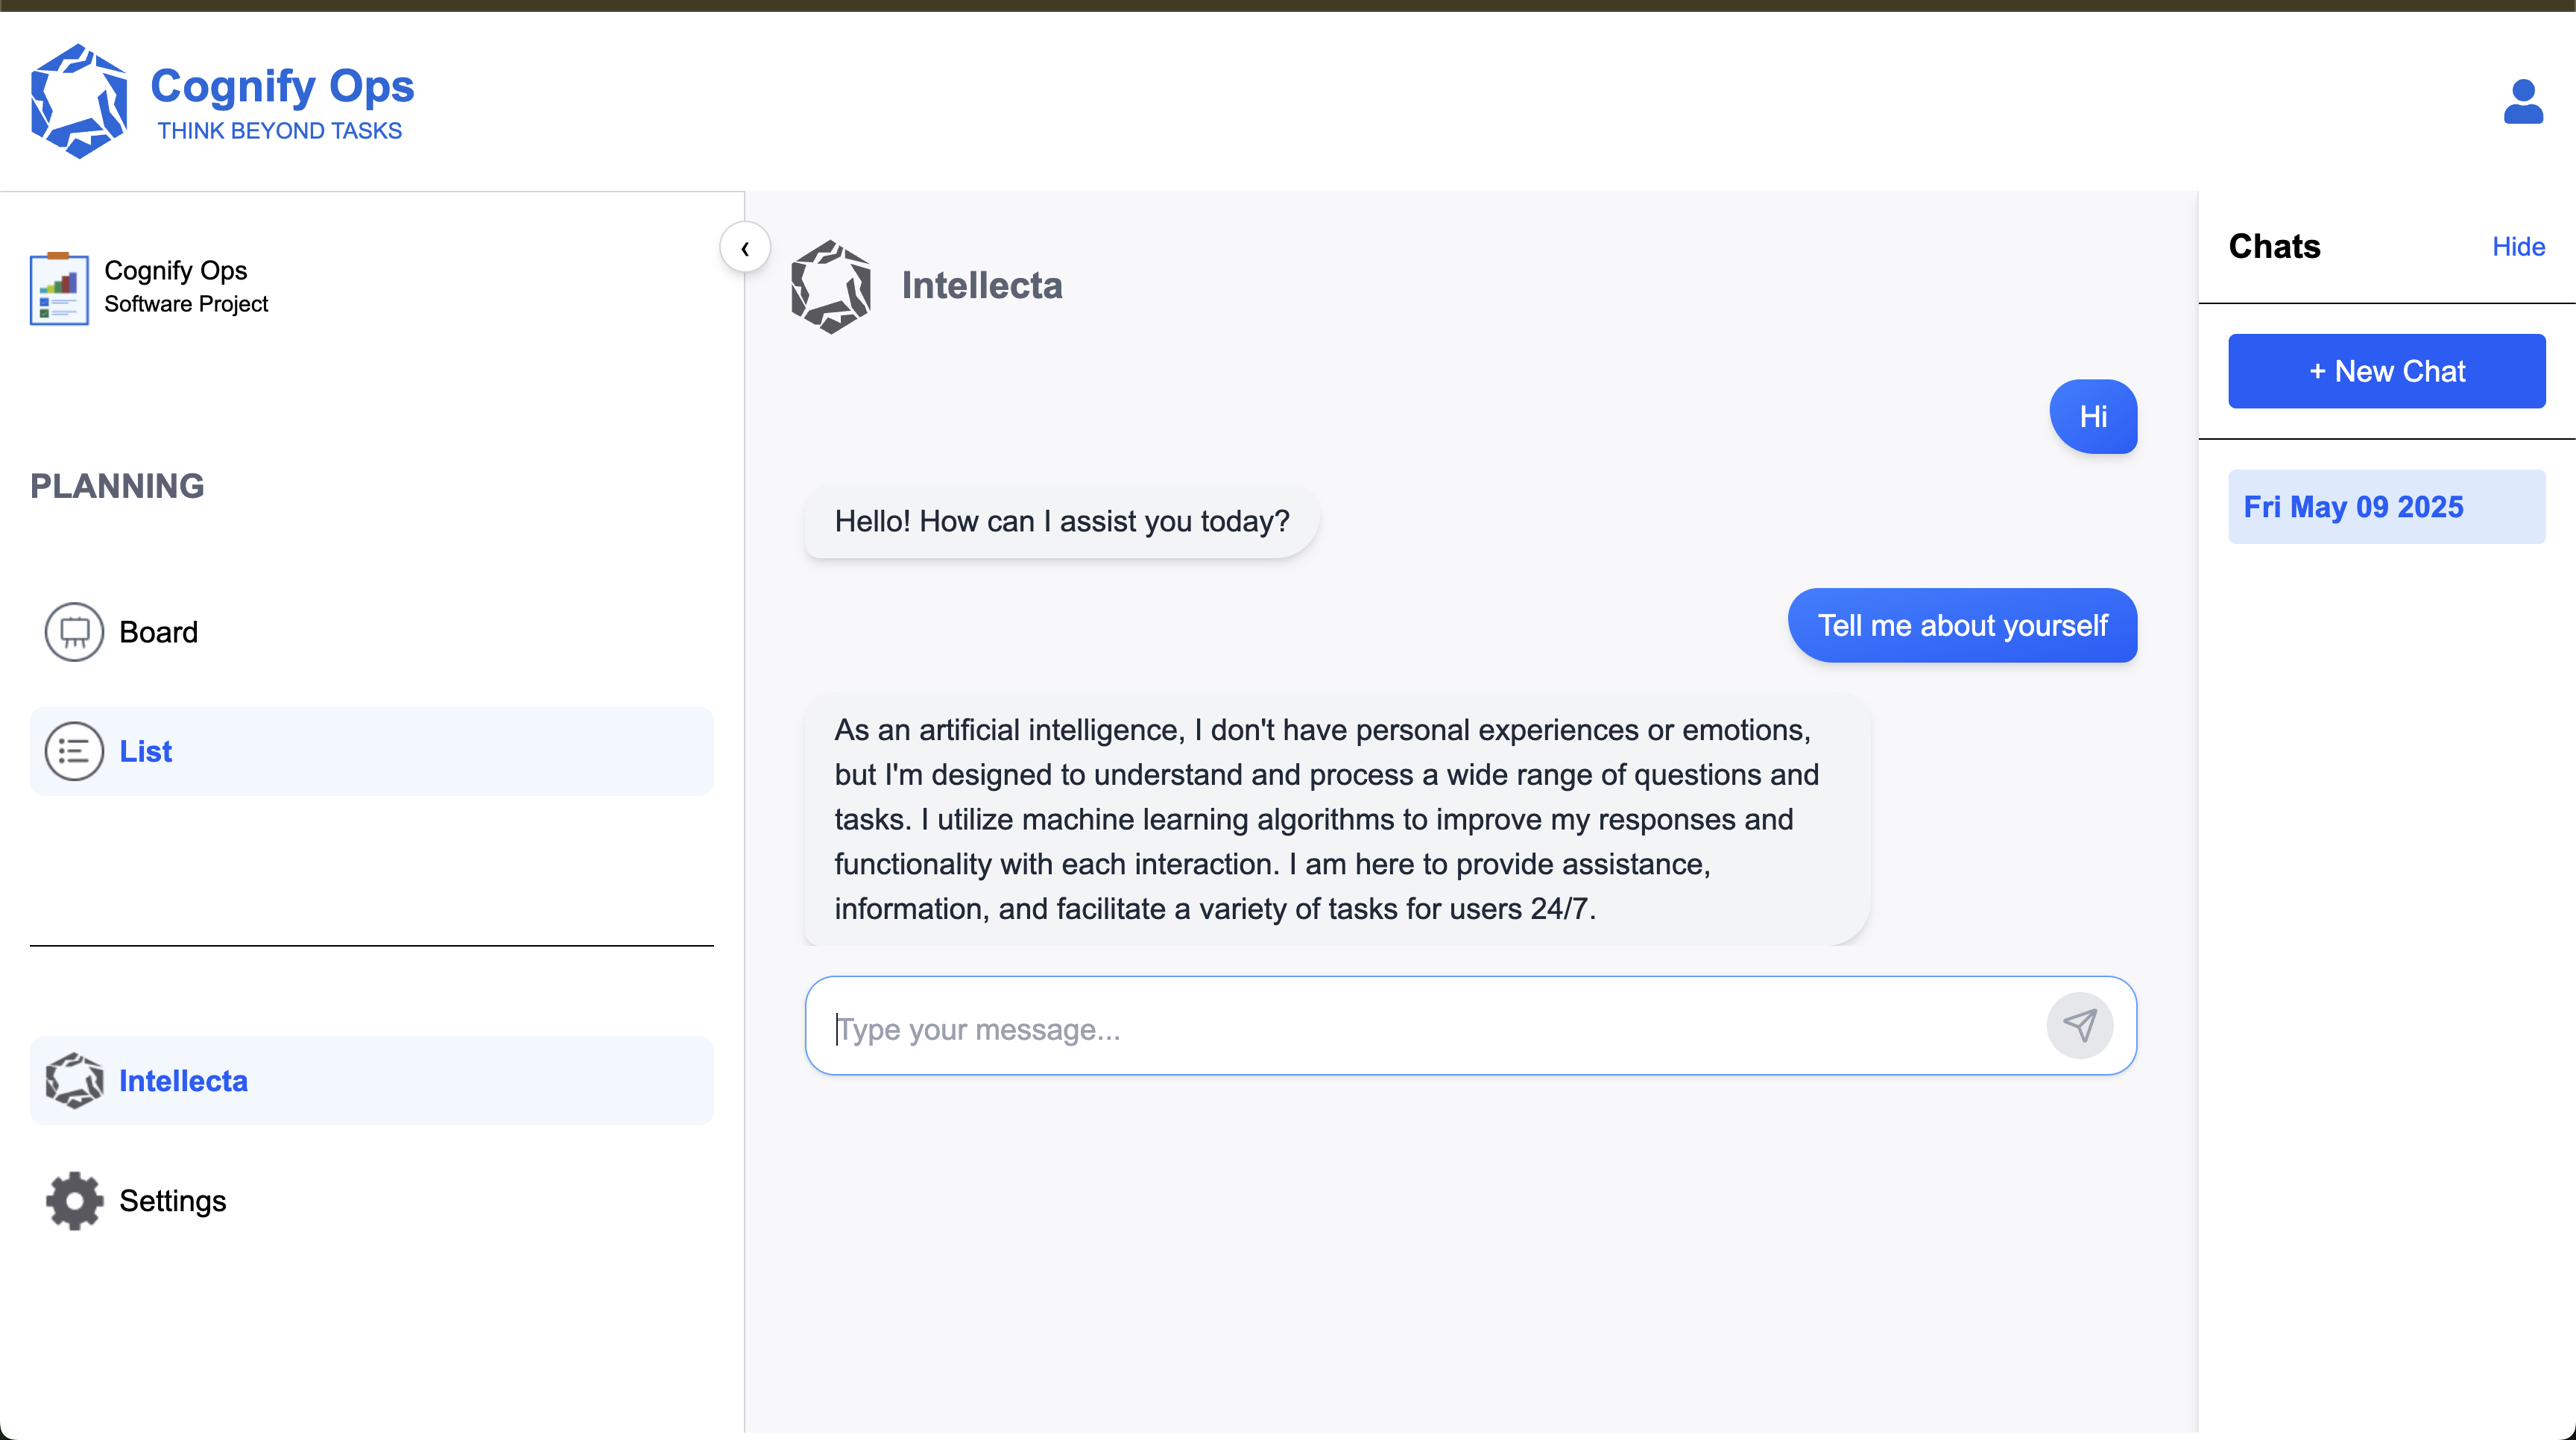 Cognify Ops
THINK BEYOND TASKS
Cognify Ops
Software Project
PLANNING
Board
List
Intellecta
Settings
‹
Intellecta
Hi
Hello! How can I assist you today?
Tell me about yourself
As an artificial intelligence, I don't have personal experiences or emotions,
but I'm designed to understand and process a wide range of questions and
tasks. I utilize machine learning algorithms to improve my responses and
functionality with each interaction. I am here to provide assistance,
information, and facilitate a variety of tasks for users 24/7.
Type your message...
Chats
Hide
+ New Chat
Fri May 09 2025